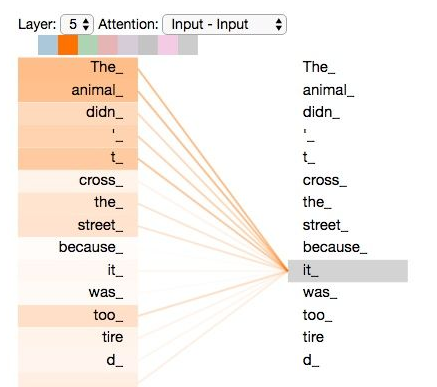 Layer: 5 Attention: Input - Input
The_ The_
animal_ animal_
didn_ didn_
'_ '_
t_ t_
cross_ cross_
the_ the_
street_ street_
because_ because_
it_ it_
was_ was_
too_ too_
tire tire
d_ d_